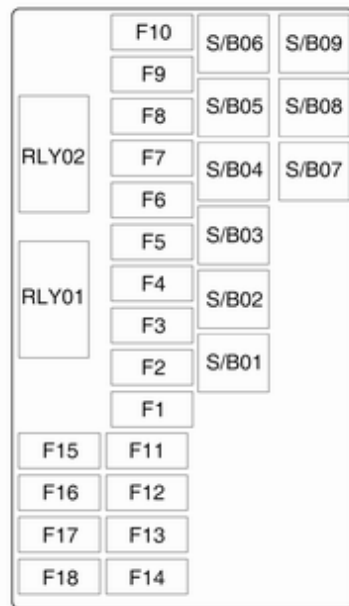 F10 S/B06 S/B09
F9
F8 S/B05 S/B08
RLY02 F7 S/B04 S/B07
F6
F5 S/B03
RLY01 F4 S/B02
F3
F2 S/B01
F1
F15 F11
F16 F12
F17 F13
F18 F14